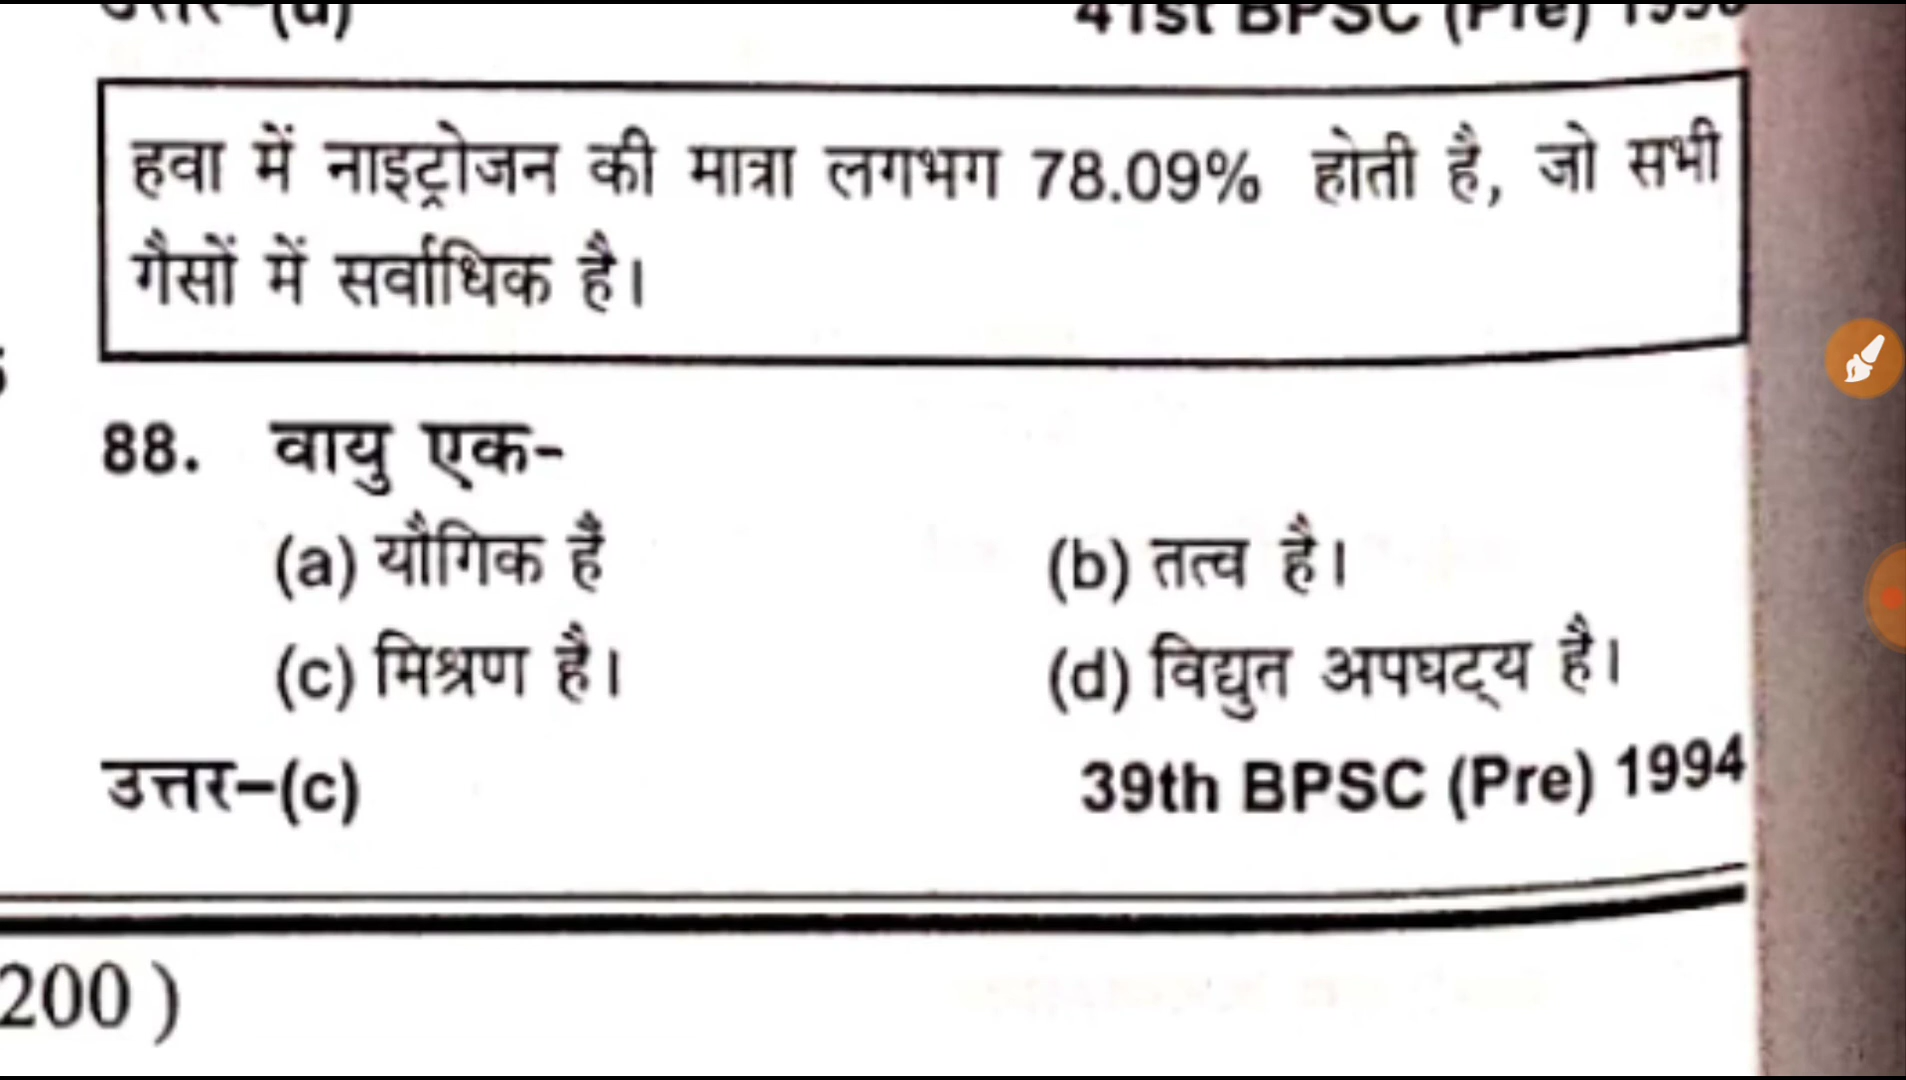 हवा में नाइट्रोजन की मात्रा लगभग 78.09% होती है, जो सभी
गैसों में सर्वाधिक है।
88. वायु एक-
(a) यौगिक है (b) तत्व है।
(c) मिश्रण है। (d) विद्युत अपघट्य है।
उत्तर-(c) 39th BPSC (Pre) 1994
200 )